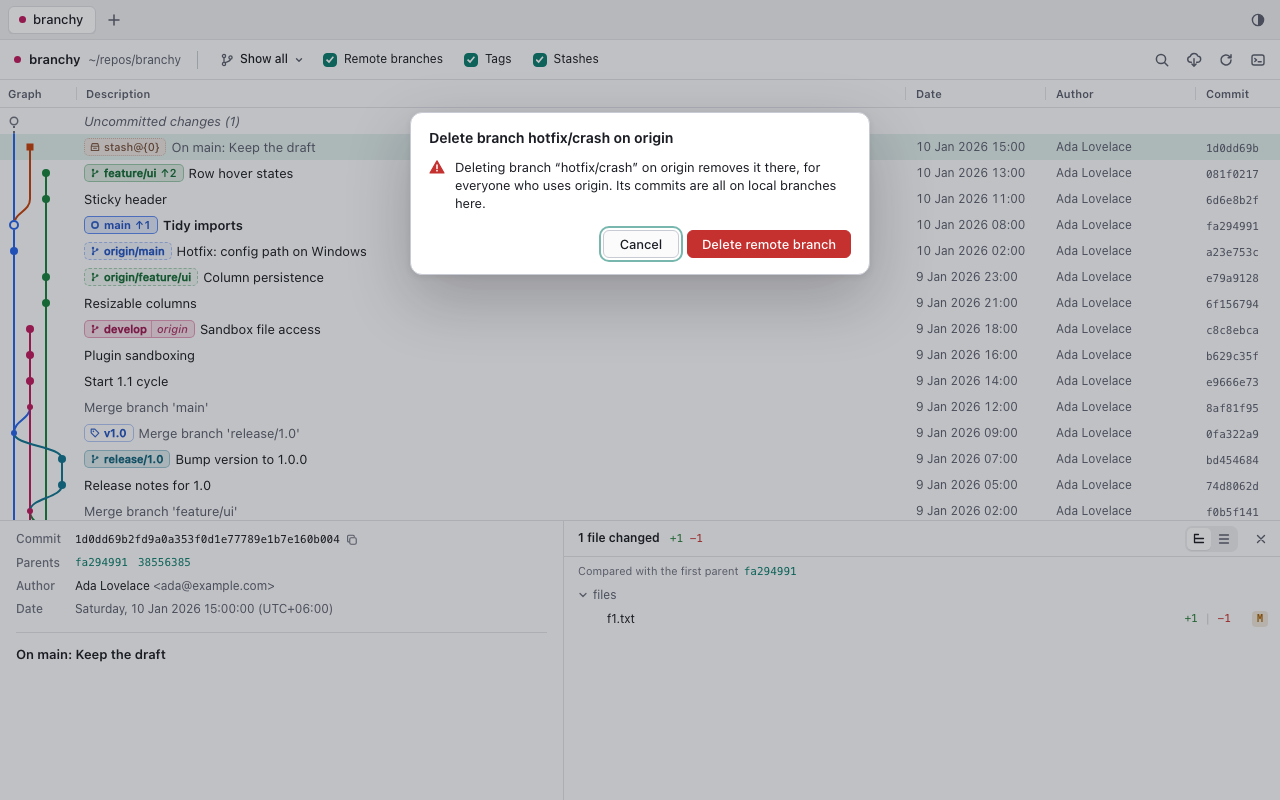 branchy
branchy ~/repos/branchy Show all Remote branches Tags Stashes
Graph Description Date Author Commit
Uncommitted changes (1)
stash@{0} On main: Keep the draft 10 Jan 2026 15:00 Ada Lovelace 1d0dd69b
feature/ui ↑2 Row hover states 10 Jan 2026 13:00 Ada Lovelace 081f0217
Sticky header 10 Jan 2026 11:00 Ada Lovelace 6d6e8b2f
main ↑1 Tidy imports 10 Jan 2026 08:00 Ada Lovelace fa294991
origin/main Hotfix: config path on Windows 10 Jan 2026 02:00 Ada Lovelace a23e753c
origin/feature/ui Column persistence 9 Jan 2026 23:00 Ada Lovelace e79a9128
Resizable columns 9 Jan 2026 21:00 Ada Lovelace 6f156794
develop origin Sandbox file access 9 Jan 2026 18:00 Ada Lovelace c8c8ebca
Plugin sandboxing 9 Jan 2026 16:00 Ada Lovelace b629c35f
Start 1.1 cycle 9 Jan 2026 14:00 Ada Lovelace e9666e73
Merge branch 'main' 9 Jan 2026 12:00 Ada Lovelace 8af81f95
v1.0 Merge branch 'release/1.0' 9 Jan 2026 09:00 Ada Lovelace 0fa322a9
release/1.0 Bump version to 1.0.0 9 Jan 2026 07:00 Ada Lovelace bd454684
Release notes for 1.0 9 Jan 2026 05:00 Ada Lovelace 74d8062d
Merge branch 'feature/ui' 9 Jan 2026 02:00 Ada Lovelace f0b5f141
Delete branch hotfix/crash on origin
Deleting branch “hotfix/crash” on origin removes it there, for
everyone who uses origin. Its commits are all on local branches
here.
Cancel Delete remote branch
Commit 1d0dd69b2fd9a0a353f0d1e77789e1b7e160b004
Parents fa294991 38556385
Author Ada Lovelace <ada@example.com>
Date Saturday, 10 Jan 2026 15:00:00 (UTC+06:00)
On main: Keep the draft
1 file changed +1 −1
Compared with the first parent fa294991
files
f1.txt +1 −1 M